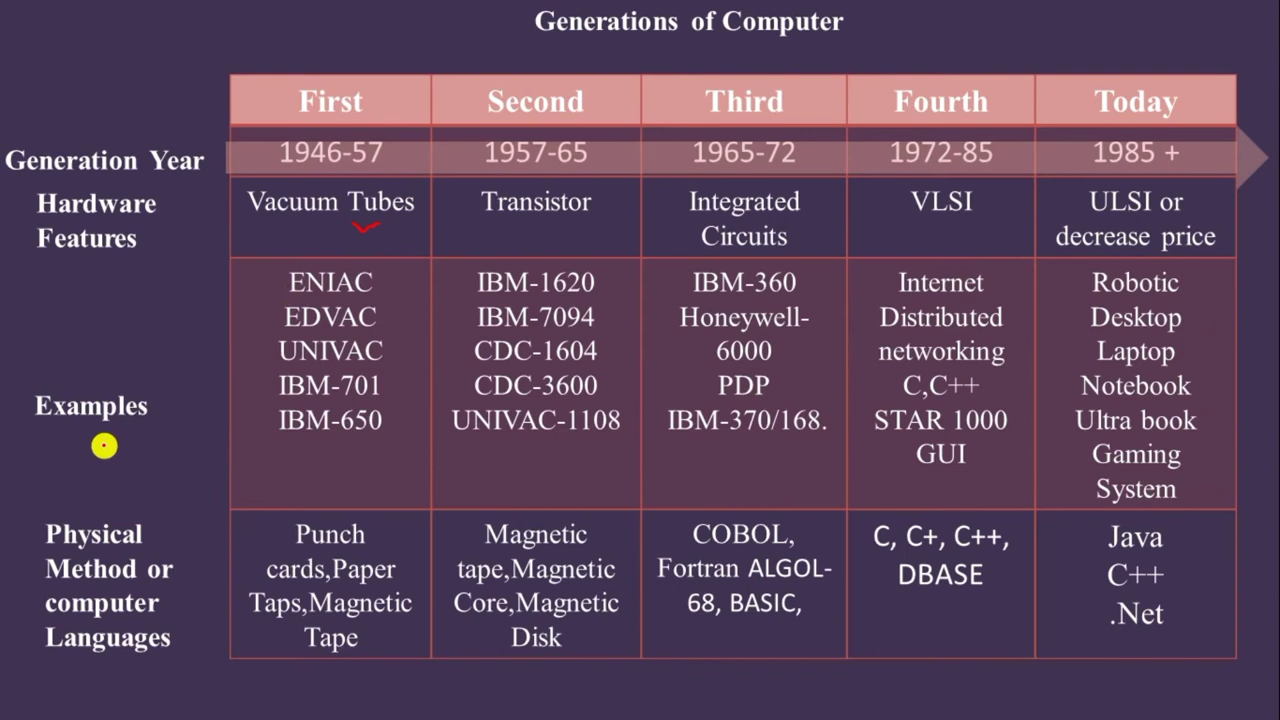 Generations of Computer
First Second Third Fourth Today
Generation Year 1946-57 1957-65 1965-72 1972-85 1985 +
Hardware
Features
Vacuum Tubes
Transistor
Integrated
Circuits
VLSI
ULSI or
decrease price
Examples
ENIAC
EDVAC
UNIVAC
IBM-701
IBM-650
IBM-1620
IBM-7094
CDC-1604
CDC-3600
UNIVAC-1108
IBM-360
Honeywell-
6000
PDP
IBM-370/168.
Internet
Distributed
networking
C,C++
STAR 1000
GUI
Robotic
Desktop
Laptop
Notebook
Ultra book
Gaming
System
Physical
Method or
computer
Languages
Punch
cards,Paper
Taps,Magnetic
Tape
Magnetic
tape,Magnetic
Core,Magnetic
Disk
COBOL,
Fortran ALGOL-
68, BASIC,
C, C+, C++,
DBASE
Java
C++
.Net